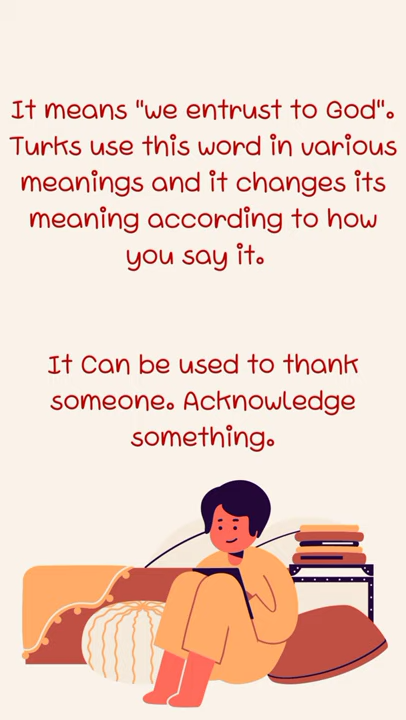 It means "we entrust to God".
Turks use this word in various
meanings and it changes its
meaning according to how
you say it.
It Can be used to thank
someone. Acknowledge
something.